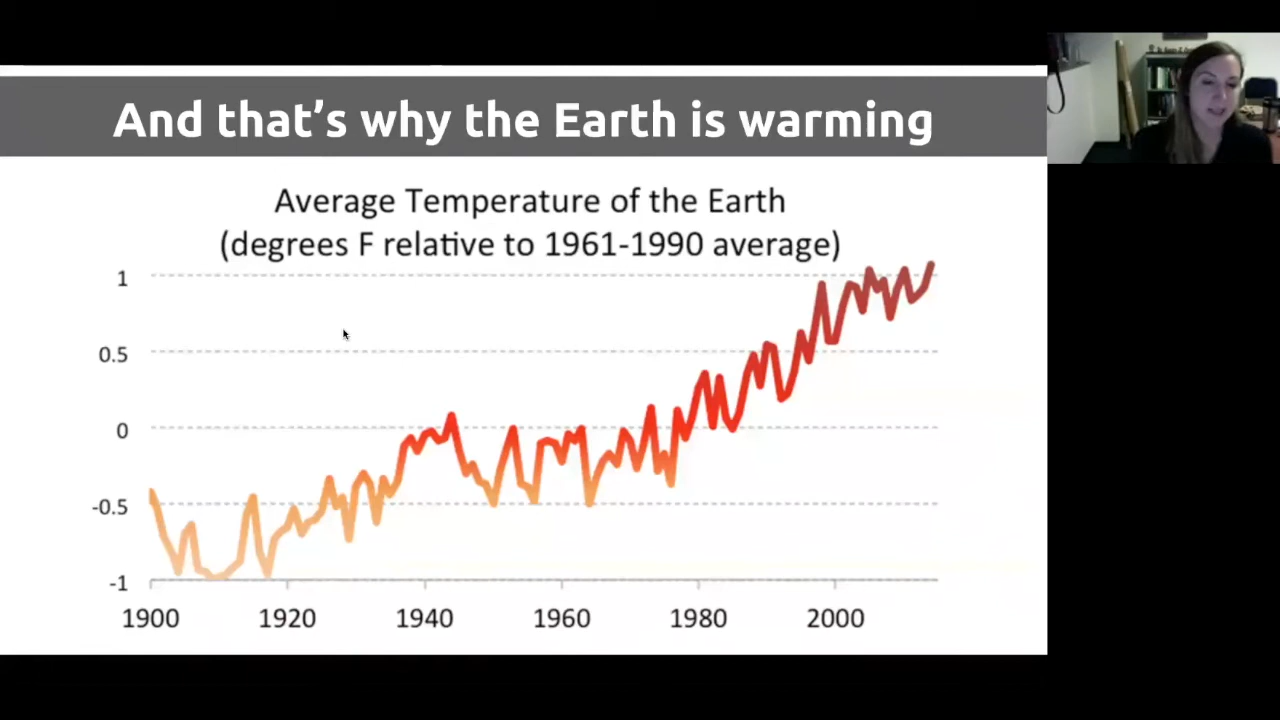 And that’s why the Earth is warming
Average Temperature of the Earth
(degrees F relative to 1961-1990 average)
1
0.5
0
-0.5
-1
1900 1920 1940 1960 1980 2000